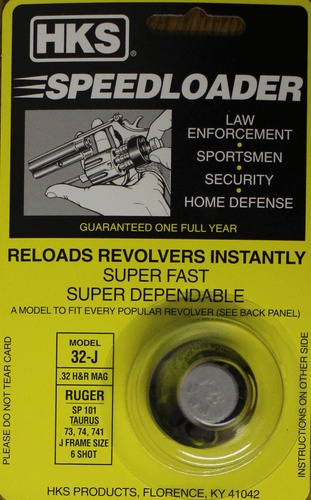 HKS®
SPEEDLOADER
LAW
ENFORCEMENT
•
SPORTSMEN
•
SECURITY
•
HOME DEFENSE
GUARANTEED ONE FULL YEAR
RELOADS REVOLVERS INSTANTLY
SUPER FAST
SUPER DEPENDABLE
A MODEL TO FIT EVERY POPULAR REVOLVER (SEE BACK PANEL)
PLEASE DO NOT TEAR CARD
MODEL
32-J
.32 H&R MAG
RUGER
SP 101
TAURUS
73, 74, 741
J FRAME SIZE
6 SHOT
INSTRUCTIONS ON OTHER SIDE
HKS PRODUCTS, FLORENCE, KY 41042